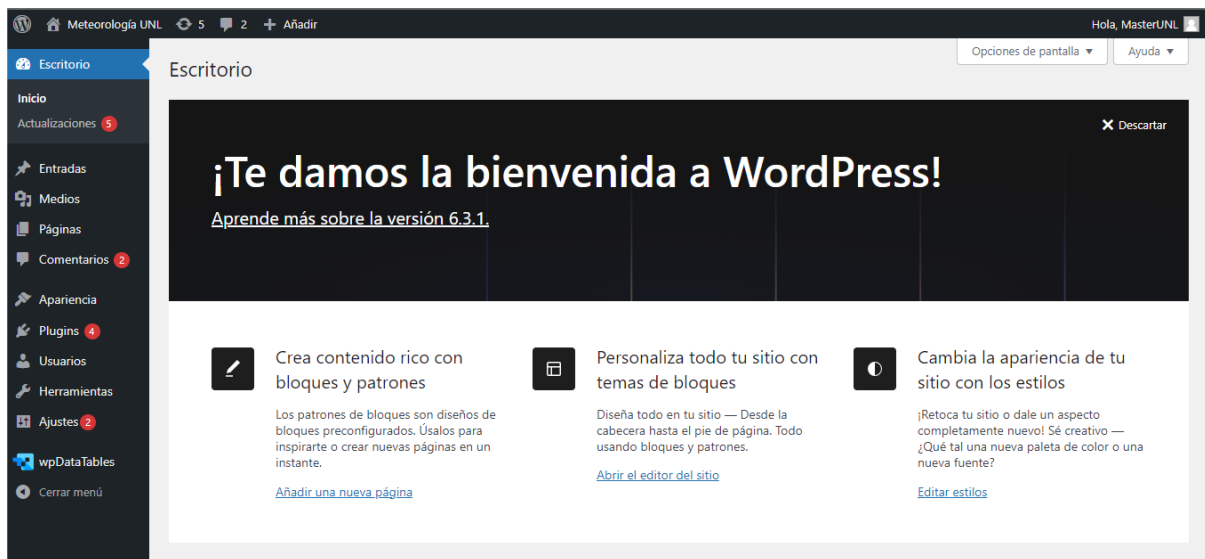 Meteorología UNL 5 2 Añadir Hola, MasterUNL
Opciones de pantalla ▼ Ayuda ▼
Escritorio
Inicio
Actualizaciones 5
Entradas
Medios
Páginas
Comentarios 2
Apariencia
Plugins 4
Usuarios
Herramientas
Ajustes 2
wpDataTables
Cerrar menú
Escritorio
Descartar
¡Te damos la bienvenida a WordPress!
Aprende más sobre la versión 6.3.1.
Crea contenido rico con
bloques y patrones
Los patrones de bloques son diseños de
bloques preconfigurados. Úsalos para
inspirarte o crear nuevas páginas en un
instante.
Añadir una nueva página
Personaliza todo tu sitio con
temas de bloques
Diseña todo en tu sitio — Desde la
cabecera hasta el pie de página. Todo
usando bloques y patrones.
Abrir el editor del sitio
Cambia la apariencia de tu
sitio con los estilos
¡Retoca tu sitio o dale un aspecto
completamente nuevo! Sé creativo —
¿Qué tal una nueva paleta de color o una
nueva fuente?
Editar estilos